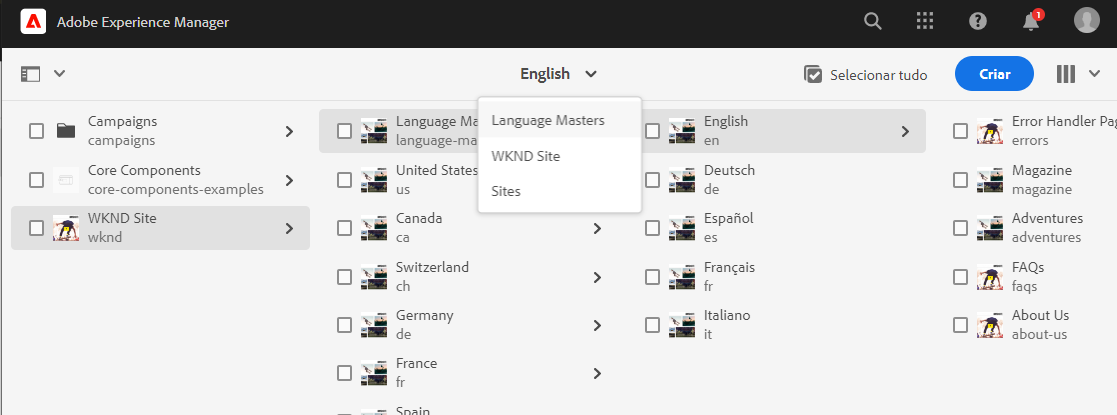 Adobe Experience Manager
1
English
Selecionar tudo
Criar
Language Masters
WKND Site
Sites
Campaigns
campaigns
Core Components
core-components-examples
WKND Site
wknd
Language Ma
language-ma
United States
us
Canada
ca
Switzerland
ch
Germany
de
France
fr
Spain
English
en
Deutsch
de
Español
es
Français
fr
Italiano
it
Error Handler Pag
errors
Magazine
magazine
Adventures
adventures
FAQs
faqs
About Us
about-us